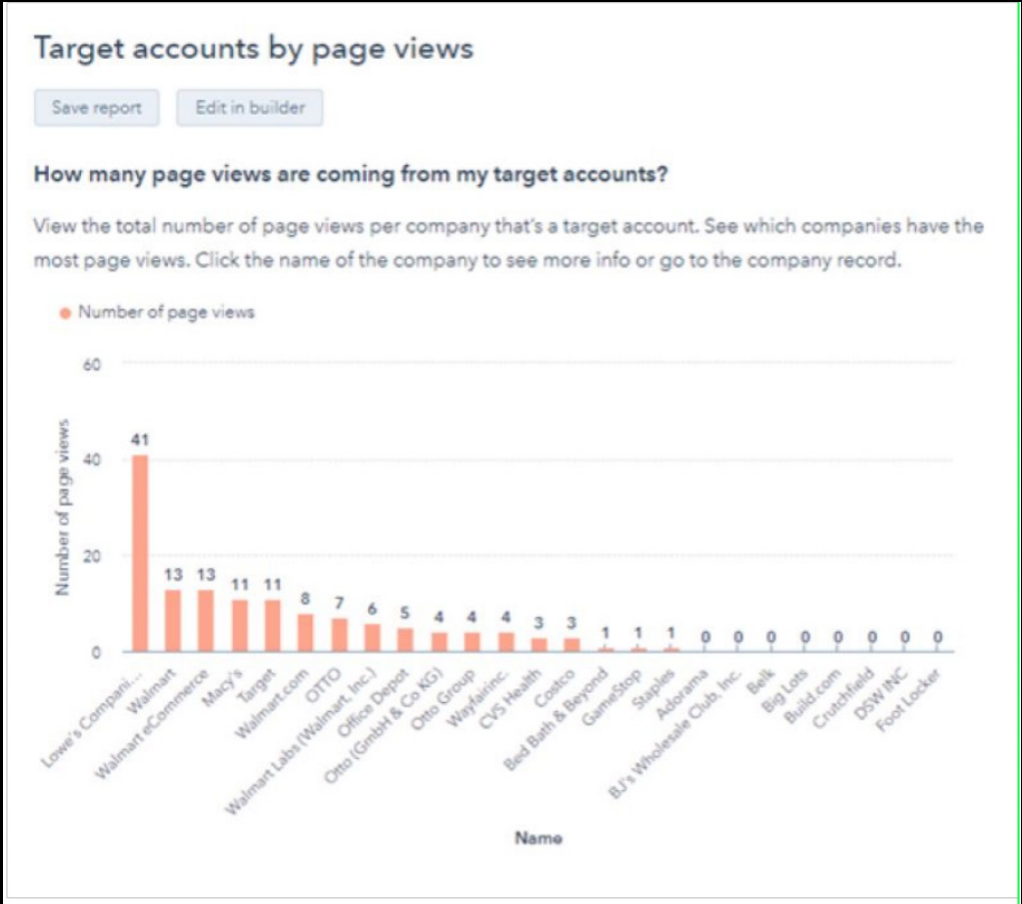 Target accounts by page views
Save report
Edit in builder
How many page views are coming from my target accounts?
View the total number of page views per company that's a target account. See which companies have the
most page views. Click the name of the company to see more info or go to the company record.
Number of page views
60
40
20
0
Number of page views
41
13
13
11
11
8
7
6
5
4
4
4
3
3
1
1
1
0
0
0
0
0
0
0
0
Lowe's Compani...
Walmart
Walmart eCommerce
Macy's
Target
Walmart.com
OTTO
Walmart Labs (Walmart, Inc.)
Office Depot
Otto (GmbH & Co KG)
Otto Group
Wayfairinc.
CVS Health
Costco
Bed Bath & Beyond
GameStop
Staples
Adorama
BJ's Wholesale Club, Inc.
Belk
Big Lots
Build.com
Crutchfield
DSW INC
Foot Locker
Name